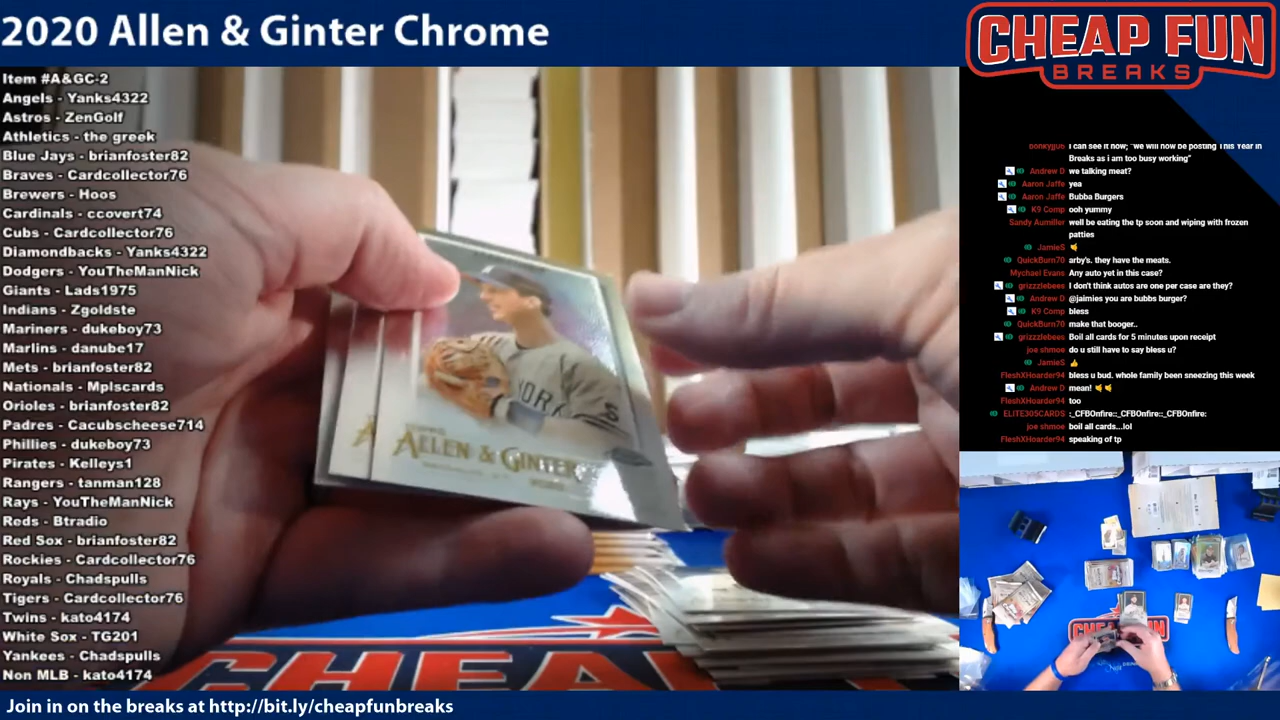 2020 Allen & Ginter Chrome
CHEAP FUN
BREAKS
Item #A&GC-2
Angels - Yanks4322
Astros - ZenGolf
Athletics - the greek
Blue Jays - brianfoster82
Braves - Cardcollector76
Brewers - Hoos
Cardinals - ccovert74
Cubs - Cardcollector76
Diamondbacks - Yanks4322
Dodgers - YouTheManNick
Giants - Lads1975
Indians - Zgoldste
Mariners - dukeboy73
Marlins - danube17
Mets - brianfoster82
Nationals - Mplscards
Orioles - brianfoster82
Padres - Cacubscheese714
Phillies - dukeboy73
Pirates - Kelleys1
Rangers - tanman128
Rays - YouTheManNick
Reds - Btradio
Red Sox - brianfoster82
Rockies - Cardcollector76
Royals - Chadspulls
Tigers - Cardcollector76
Twins - kato4174
White Sox - TG201
Yankees - Chadspulls
Non MLB - kato4174
YORK
ALLEN & GINTER
CHEAP
I can see it now; "we will now be posting This Year in
Breaks as i am too busy working"
Andrew D we talking meat?
Aaron Jaffe yea
Aaron Jaffe Bubba Burgers
K9 Comp ooh yummy
Sandy Aumiller well be eating the tp soon and wiping with frozen
patties
JamieS
QuickBurn70 arby's. they have the meats.
Mychael Evans Any auto yet in this case?
grizzlebees I don't think autos are one per case are they?
Andrew D @jaimies you are bubbs burger?
K9 Comp bless
QuickBurn70 make that booger..
grizzlebees Boil all cards for 5 minutes upon receipt
joe shmoe do u still have to say bless u?
JamieS
FleshXHoarder94 bless u bud. whole family been sneezing this week
Andrew D mean!
FleshXHoarder94 too
ELITE305CARDS :_CFBOnfire::_CFBOnfire::_CFBOnfire:
joe shmoe boil all cards...lol
FleshXHoarder94 speaking of tp
CHEAP FUN
Join in on the breaks at http://bit.ly/cheapfunbreaks